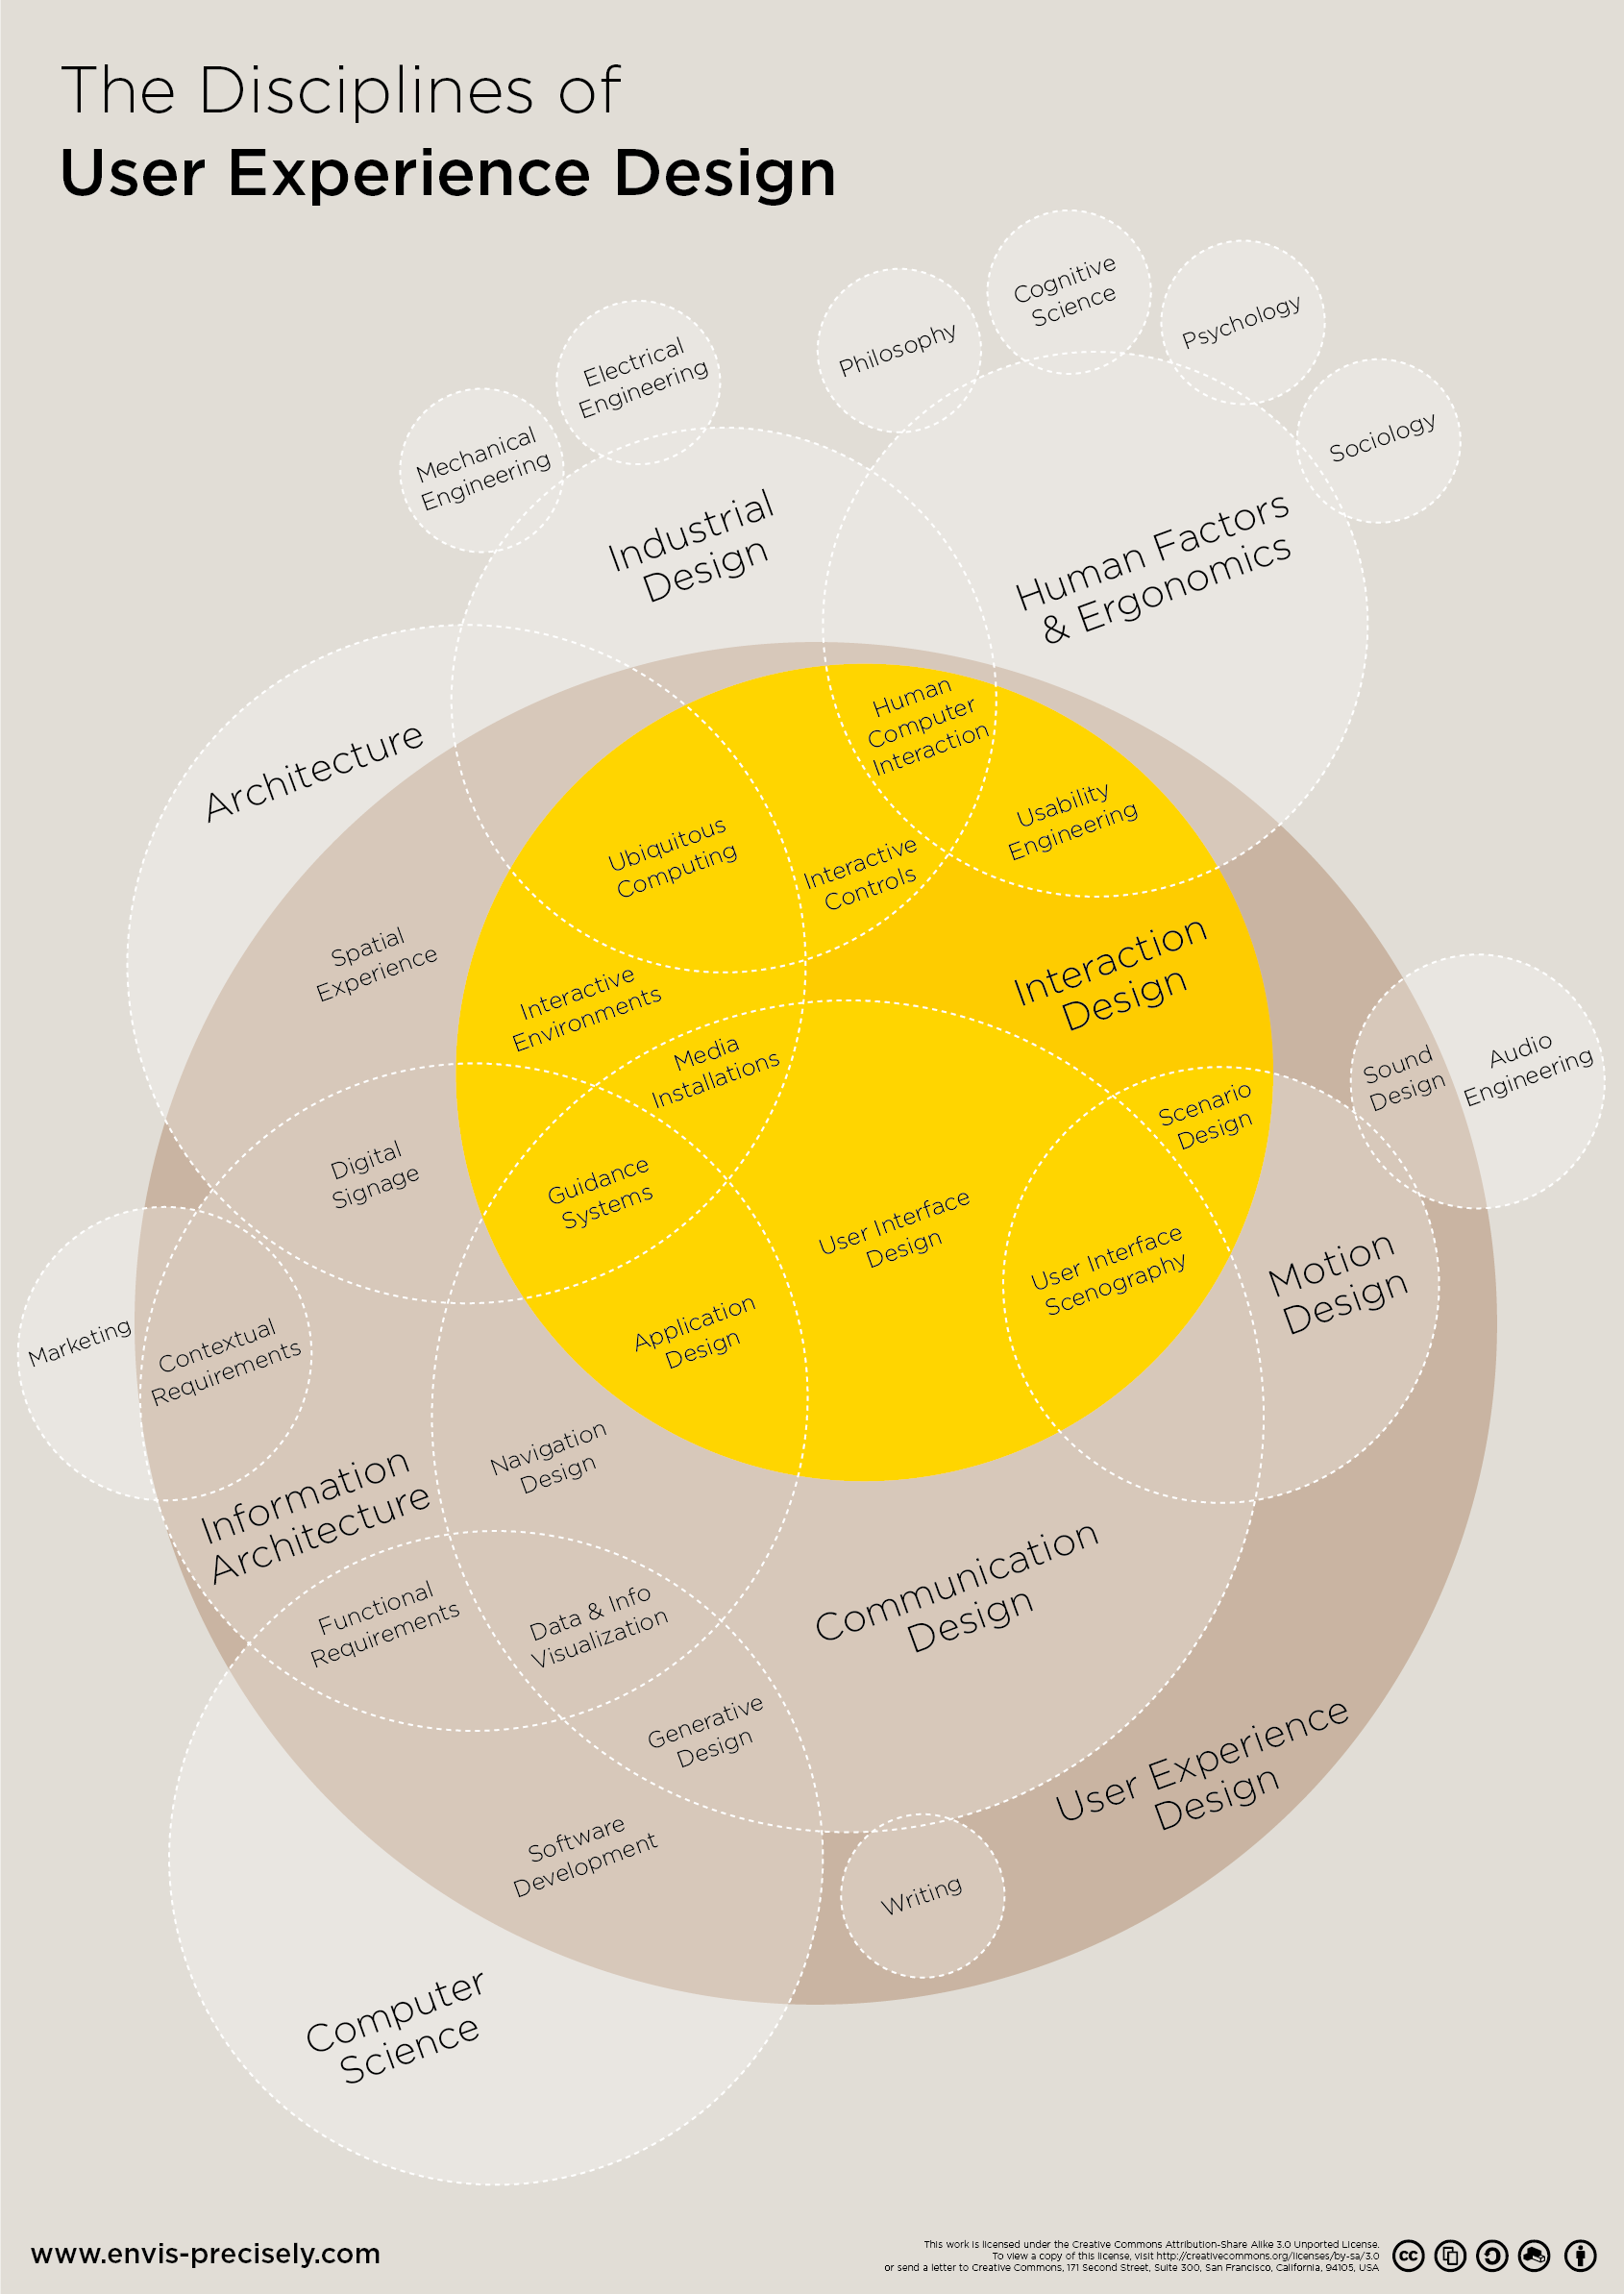 The Disciplines of
User Experience Design
Cognitive
Science
Psychology
Philosophy
Electrical
Engineering
Sociology
Mechanical
Engineering
Industrial
Design
Human Factors
& Ergonomics
Human
Computer
Interaction
Architecture
Usability
Engineering
Ubiquitous
Computing
Interactive
Controls
Spatial
Experience
Interaction
Design
Interactive
Environments
Media
Installations
Sound
Design
Audio
Engineering
Scenario
Design
Digital
Signage
Guidance
Systems
User Interface
Design
User Interface
Scenography
Motion
Design
Marketing
Contextual
Requirements
Application
Design
Navigation
Design
Information
Architecture
Communication
Design
Functional
Requirements
Data & Info
Visualization
Generative
Design
User Experience
Design
Software
Development
Writing
Computer
Science
www.envis-precisely.com
This work is licensed under the Creative Commons Attribution-Share Alike 3.0 Unported License.
To view a copy of this license, visit http://creativecommons.org/licenses/by-sa/3.0
or send a letter to Creative Commons, 171 Second Street, Suite 300, San Francisco, California, 94105, USA
cc